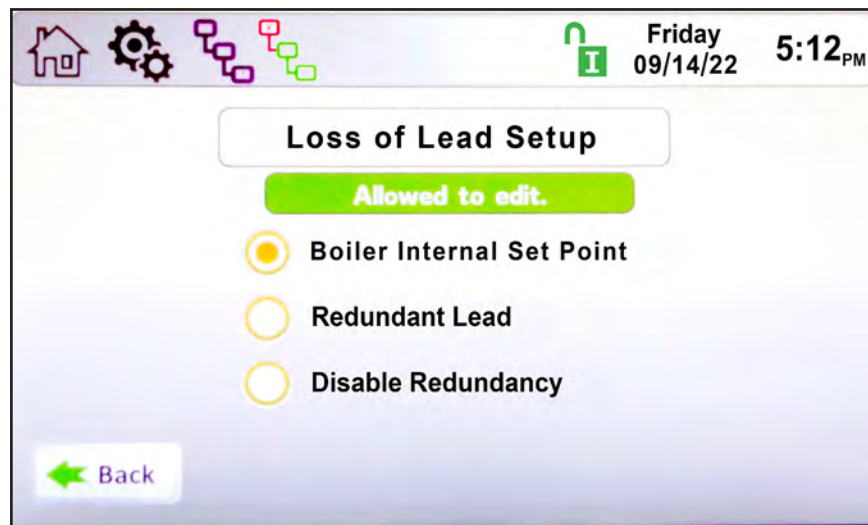 Friday
09/14/22
5:12PM
I
Loss of Lead Setup
Allowed to edit.
Boiler Internal Set Point
Redundant Lead
Disable Redundancy
Back